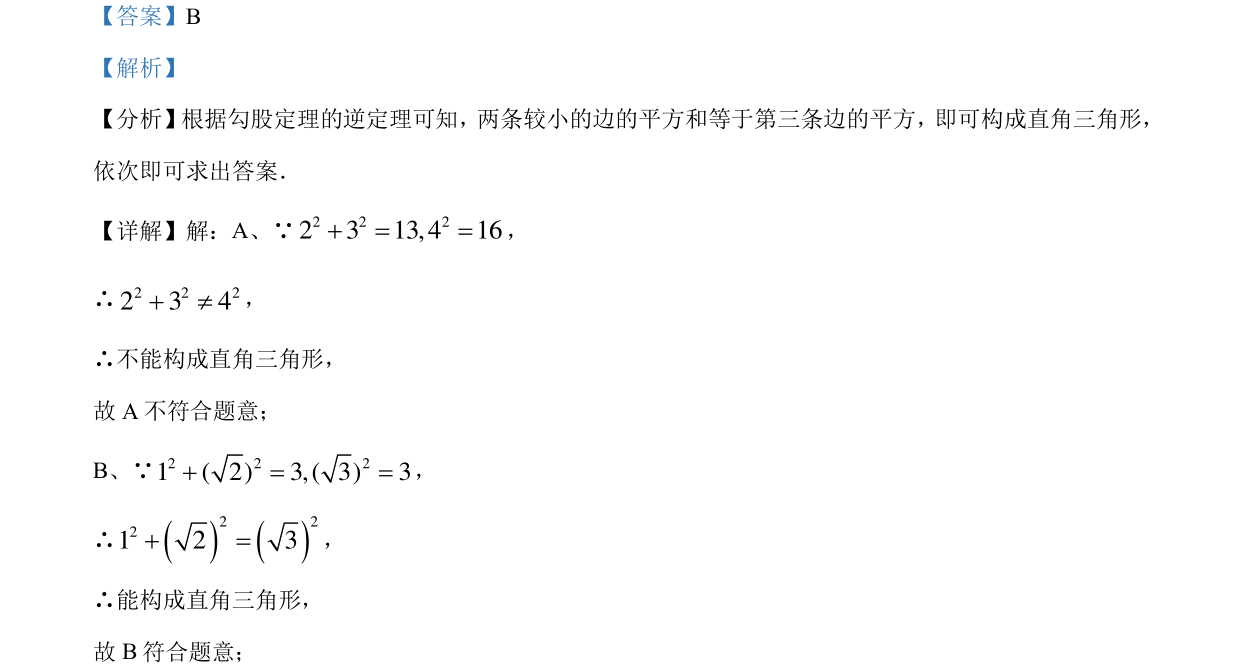 【答案】B
【解析】
【分析】根据勾股定理的逆定理可知，两条较小的边的平方和等于第三条边的平方，即可构成直角三角形，
依次即可求出答案．
【详解】解：A、∵2²+3²=13,4²=16，
∴2²+3²≠4²，
∴不能构成直角三角形，
故 A 不符合题意；
B、∵1²+(√2)²=3,(√3)²=3，
∴1²+(√2)²=(√3)²，
∴能构成直角三角形，
故 B 符合题意；